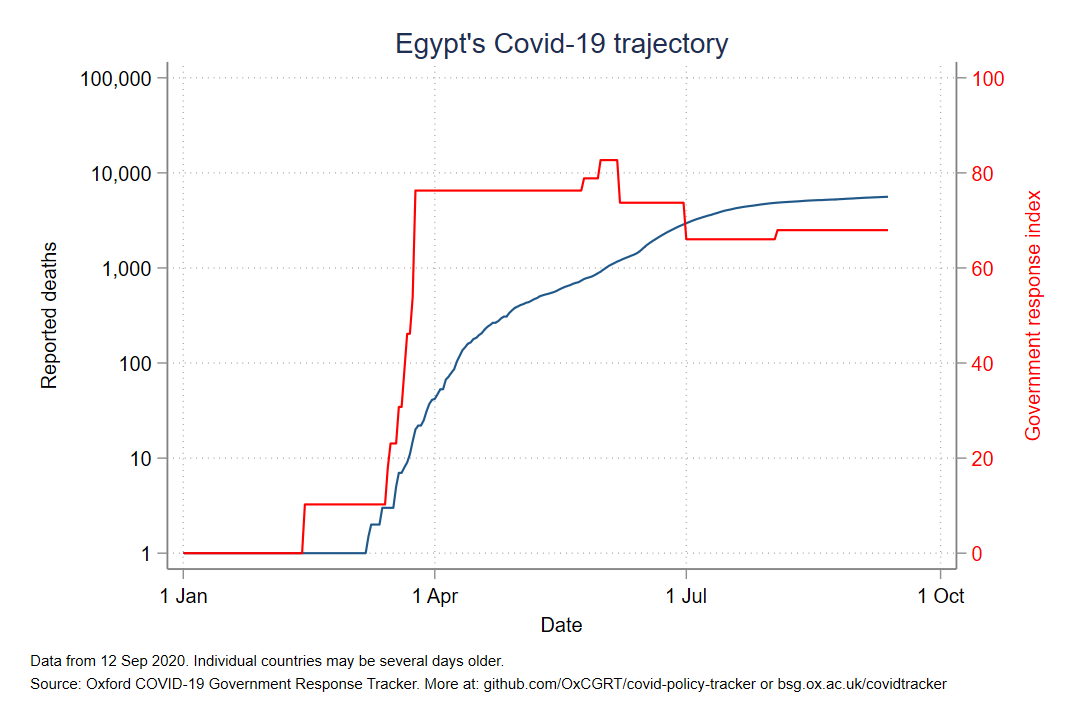 Egypt's Covid-19 trajectory
100,000
10,000
1,000
100
10
1
Reported deaths
100
80
60
40
20
0
Government response index
1 Jan 1 Apr 1 Jul 1 Oct
Date
Data from 12 Sep 2020. Individual countries may be several days older.
Source: Oxford COVID-19 Government Response Tracker. More at: github.com/OxCGRT/covid-policy-tracker or bsg.ox.ac.uk/covidtracker